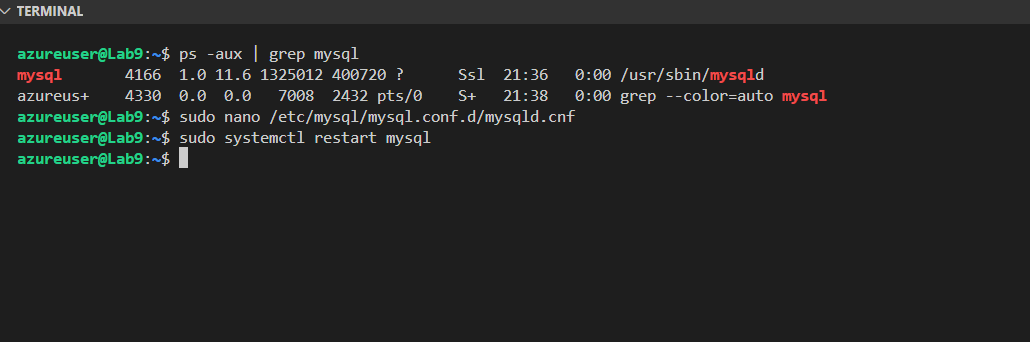 TERMINAL
azureuser@Lab9:~$ ps -aux | grep mysql
mysql 4166 1.0 11.6 1325012 400720 ? Ssl 21:36 0:00 /usr/sbin/mysqld
azureus+ 4330 0.0 0.0 7008 2432 pts/0 S+ 21:38 0:00 grep --color=auto mysql
azureuser@Lab9:~$ sudo nano /etc/mysql/mysql.conf.d/mysqld.cnf
azureuser@Lab9:~$ sudo systemctl restart mysql
azureuser@Lab9:~$